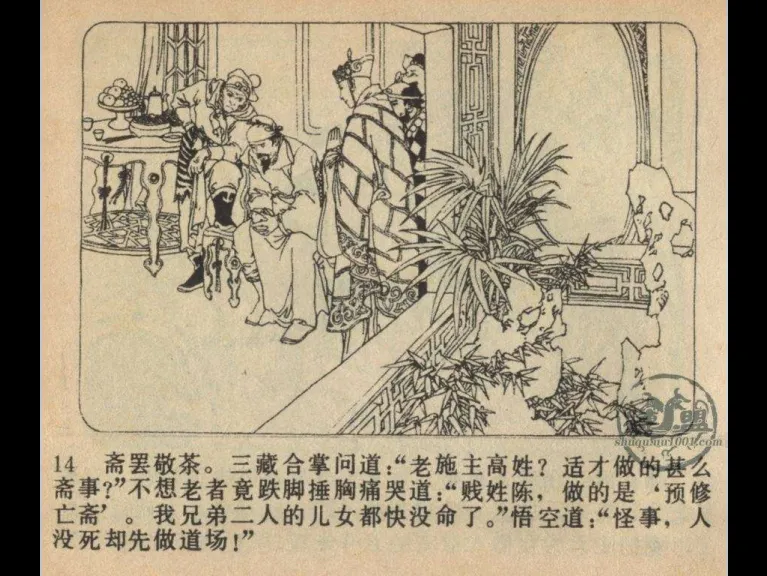 14 斋罢敬茶。三藏合掌问道：“老施主高姓？适才做的甚么
斋事？”不想老者竟跌脚捶胸痛哭道：“贱姓陈，做的是‘预修
亡斋’。我兄弟二人的儿女都快没命了。”悟空道：“怪事，人
没死却先做道场！”
shuqumi1001.com